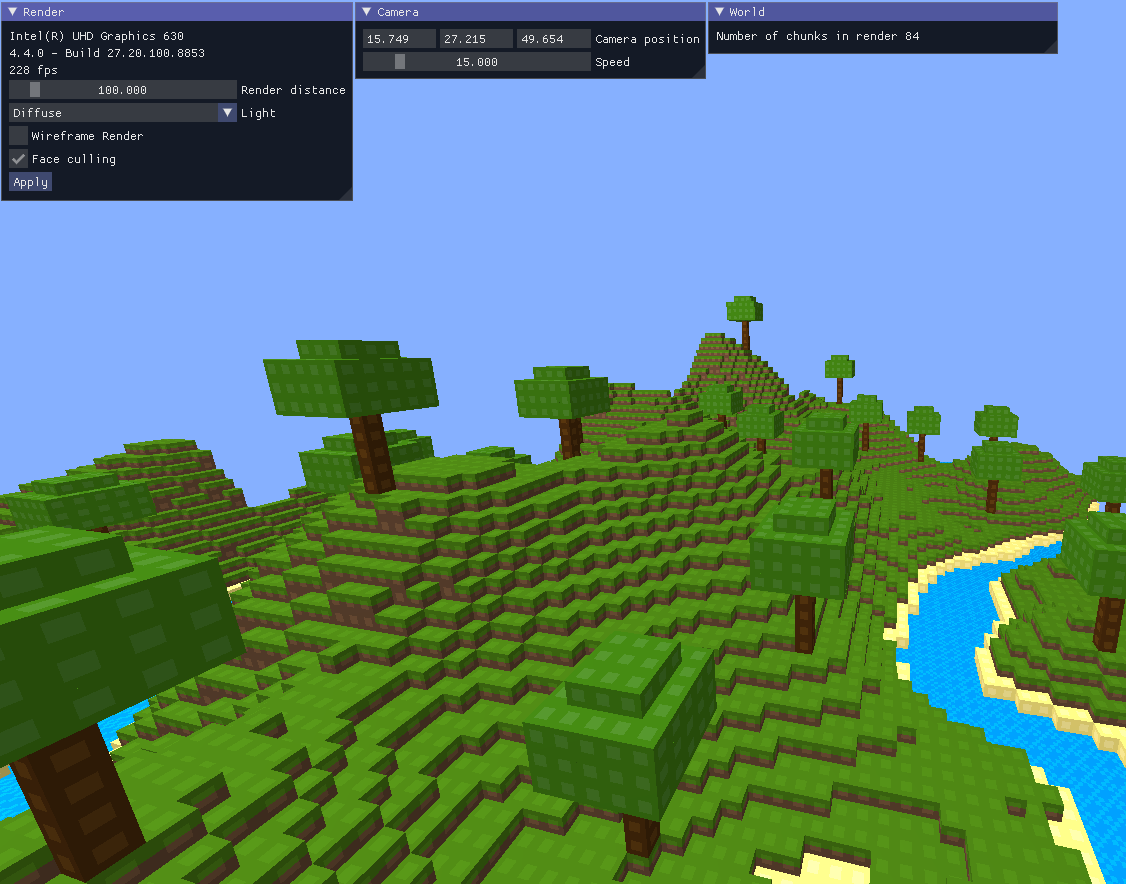 Render
Intel(R) UHD Graphics 630
4.4.0 - Build 27.20.100.8853
228 fps
100.000 Render distance
Diffuse Light
Wireframe Render
Face culling
Apply
Camera
15.749 27.215 49.654 Camera position
15.000 Speed
World
Number of chunks in render 84